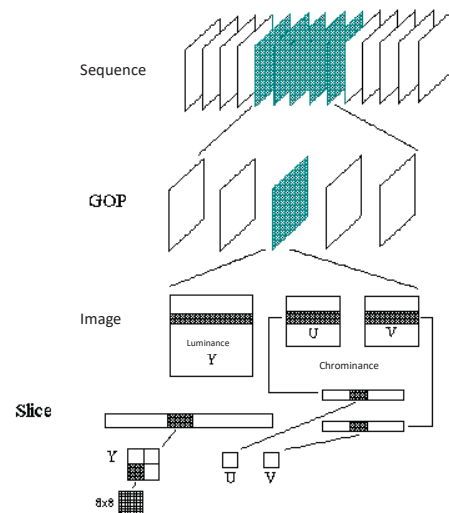 Sequence
GOP
Image
Luminance
Y
U
V
Chrominance
Slice
Y
U
V
8x8